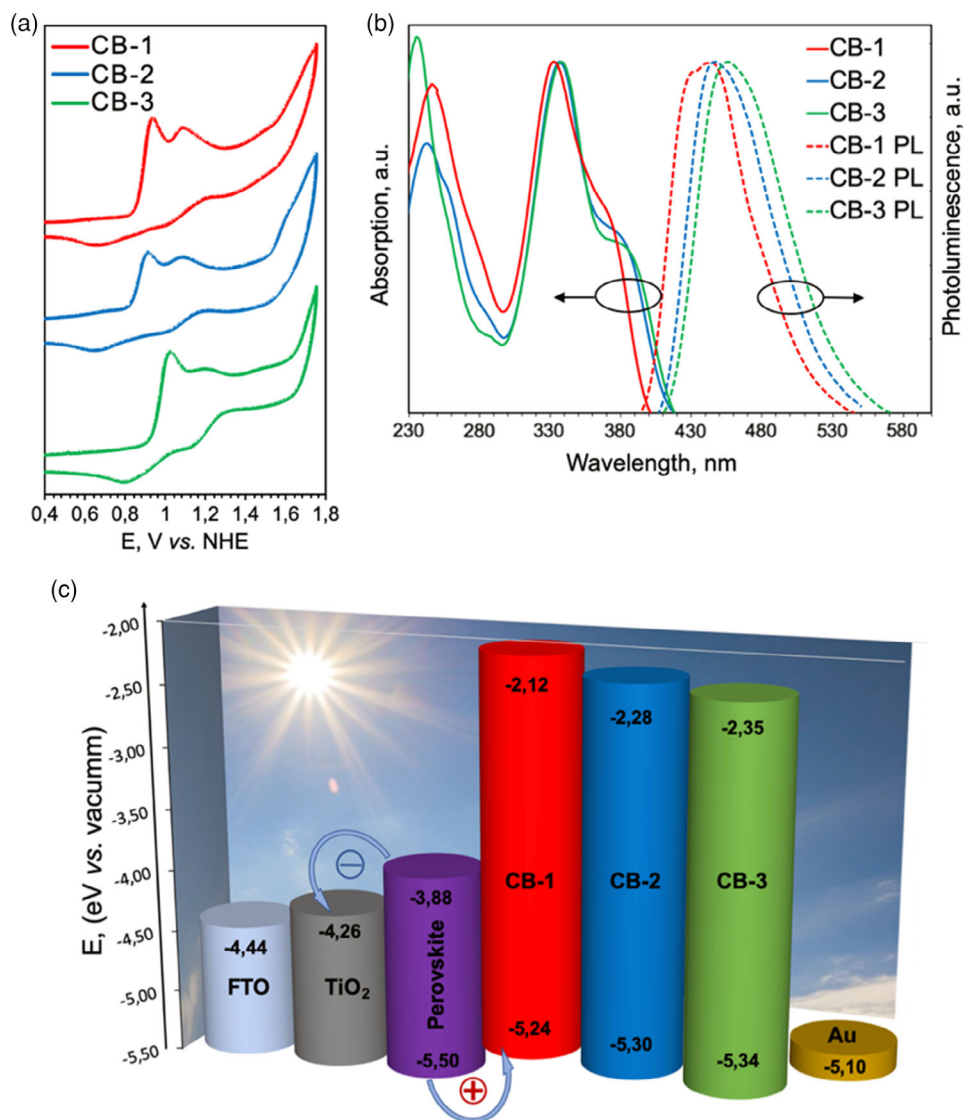 (a)
CB-1
CB-2
CB-3
0,4 0,6 0,8 1 1,2 1,4 1,6 1,8
E, V vs. NHE
(b)
CB-1
CB-2
CB-3
CB-1 PL
CB-2 PL
CB-3 PL
Absorption, a.u.
Photoluminescence, a.u.
230 280 330 380 430 480 530 580
Wavelength, nm
(c)
E, (eV vs. vacumm)
-2,00
-2,50
-3,00
-3,50
-4,00
-4,50
-5,00
-5,50
-4,44
FTO
-4,26
TiO₂
-3,88
Perovskite
-5,50
-2,12
CB-1
-5,24
-2,28
CB-2
-5,30
-2,35
CB-3
-5,34
Au
-5,10